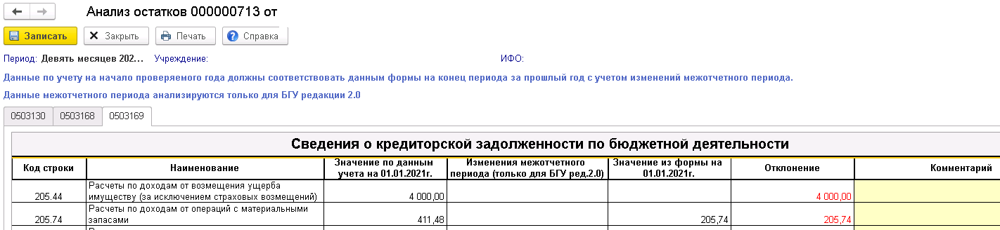 Анализ остатков 000000713 от
Записать Закрыть Печать Справка
Период: Девять месяцев 202... Учреждение: ИФО:
Данные по учету на начало проверяемого года должны соответствовать данным формы на конец периода за прошлый год с учетом изменений межотчетного периода.
Данные межотчетного периода анализируются только для БГУ редакции 2.0
0503130 0503168 0503169
Сведения о кредиторской задолженности по бюджетной деятельности
Код строки
Наименование
Значение по данным
учета на 01.01.2021г.
Изменения межотчетного
периода (только для БГУ ред.2.0)
Значение из формы на
01.01.2021г.
Отклонение
Комментарий
Расчеты по доходам от возмещения ущерба
205.44 имуществу (за исключением страховых возмещений) 4 000,00 4 000,00
Расчеты по доходам от операций с материальными
205.74 запасами 411,48 205,74 205,74